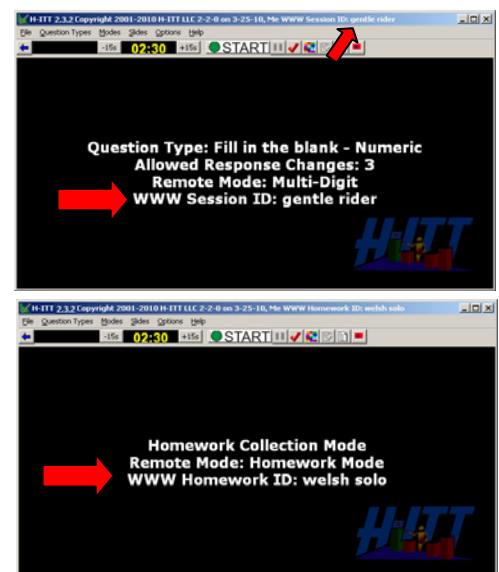 H-ITT 2.3.2 Copyright 2001-2010 H-ITT LLC 2-2-0 on 3-25-10, Me WWW Session ID: gentle rider
File Question Types Modes Slides Options Help
-15s 02:30 +15s START
Question Type: Fill in the blank - Numeric
Allowed Response Changes: 3
Remote Mode: Multi-Digit
WWW Session ID: gentle rider
H-ITT
H-ITT 2.3.2 Copyright 2001-2010 H-ITT LLC 2-2-0 on 3-25-10, Me WWW Homework ID: welsh solo
File Question Types Modes Slides Options Help
-15s 02:30 +15s START
Homework Collection Mode
Remote Mode: Homework Mode
WWW Homework ID: welsh solo
H-ITT